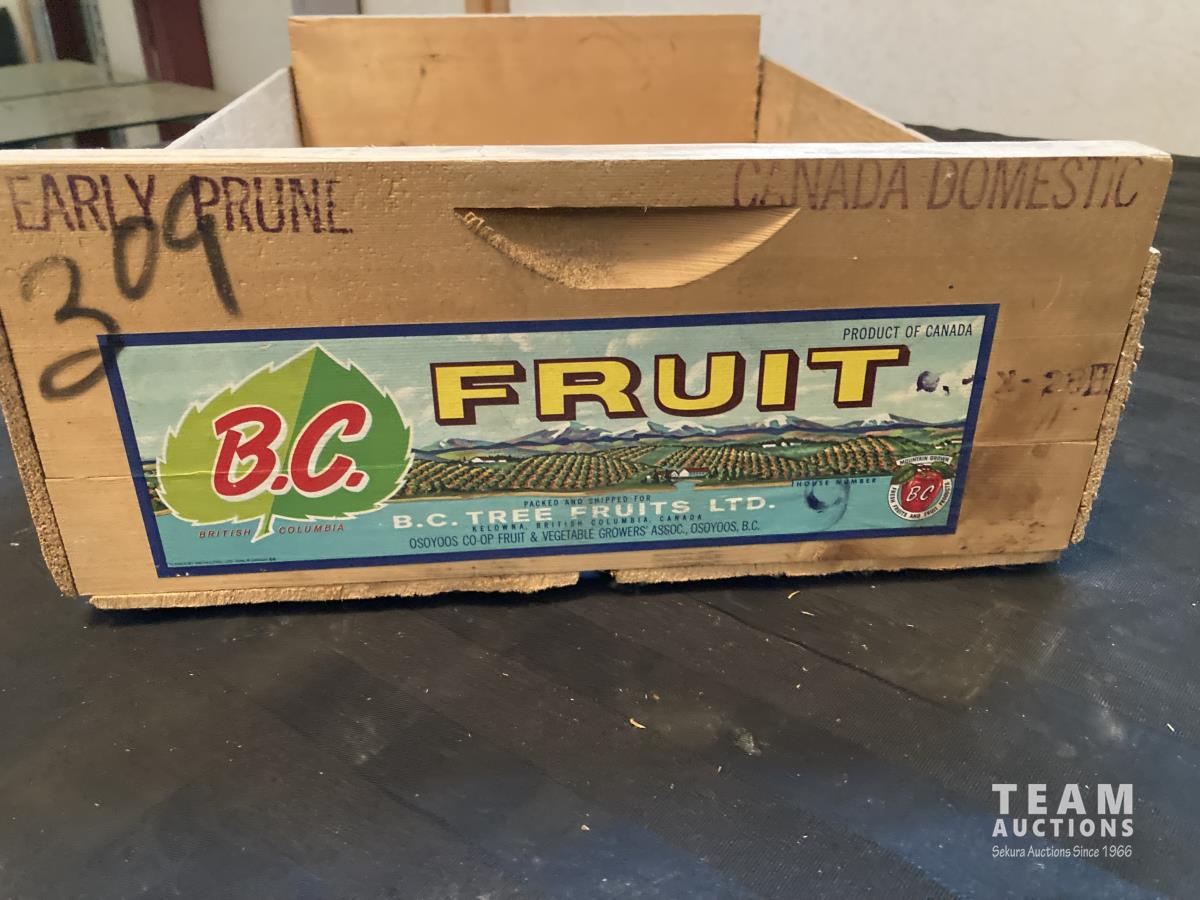 EARLY PRUNE
CANADA DOMESTIC
309
PRODUCT OF CANADA
FRUIT
B.C.
BRITISH COLUMBIA
MOUNTAIN GROWN
B.C.
HOUSE NUMBER
PACKED AND SHIPPED FOR
B.C. TREE FRUITS LTD.
KELOWNA, BRITISH COLUMBIA, CANADA
OSOYOOS CO-OP FRUIT & VEGETABLE GROWERS' ASSOC., OSOYOOS, B.C.
TEAM
AUCTIONS
Sekura Auctions Since 1966